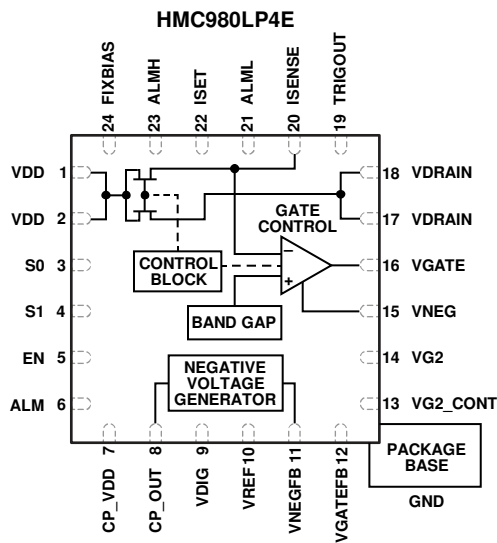 HMC980LP4E
24 FIXBIAS
23 ALMH
22 ISET
21 ALML
20 ISENSE
19 TRIGOUT
VDD 1
VDD 2
S0 3
S1 4
EN 5
ALM 6
18 VDRAIN
17 VDRAIN
16 VGATE
15 VNEG
14 VG2
13 VG2_CONT
GATE
CONTROL
–
+
CONTROL
BLOCK
BAND GAP
NEGATIVE
VOLTAGE
GENERATOR
CP_VDD 7
CP_OUT 8
VDIG 9
VREF 10
VNEGFB 11
VGATEFB 12
PACKAGE
BASE
GND